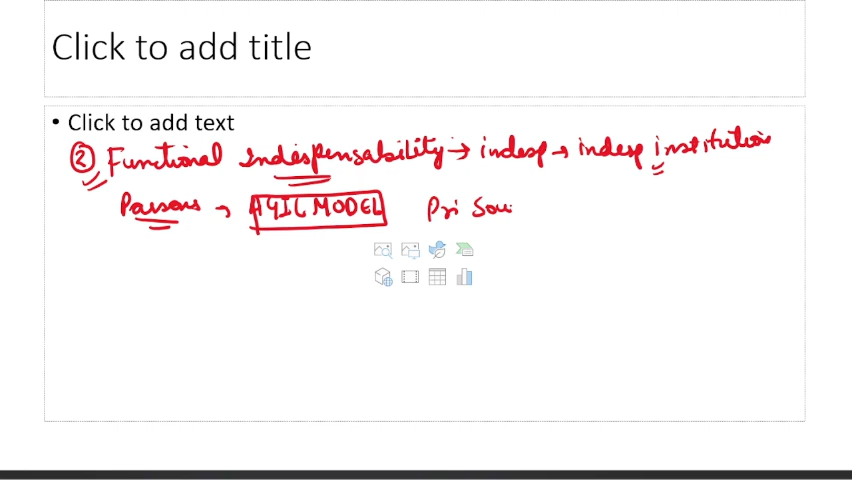 Click to add title
• Click to add text
② Functional Indispensability → indesp → indesp institution
Parsons → AGIL MODEL Pri Sou